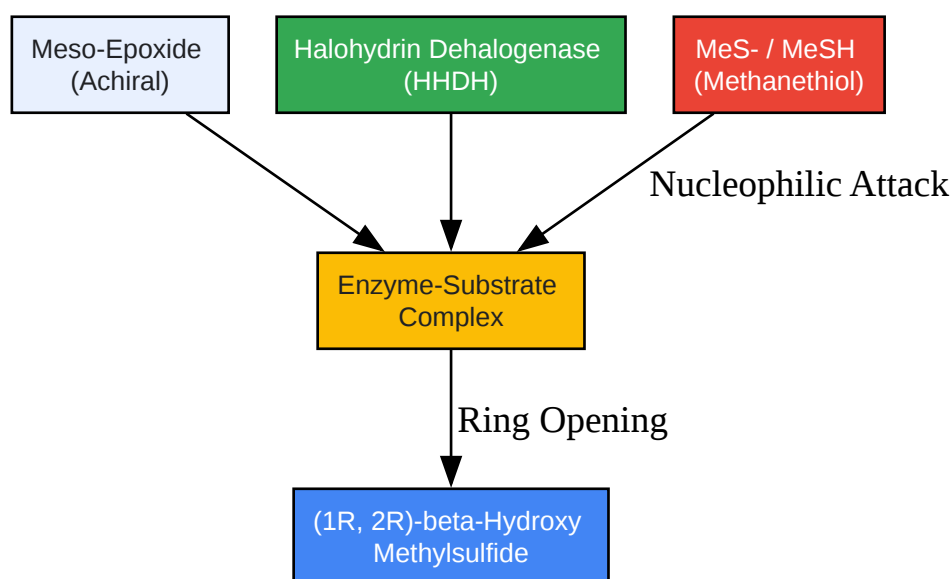 Meso-Epoxide
(Achiral)
Halohydrin Dehalogenase
(HHDH)
MeS- / MeSH
(Methanethiol)
Nucleophilic Attack
Enzyme-Substrate
Complex
Ring Opening
(1R, 2R)-beta-Hydroxy
Methylsulfide